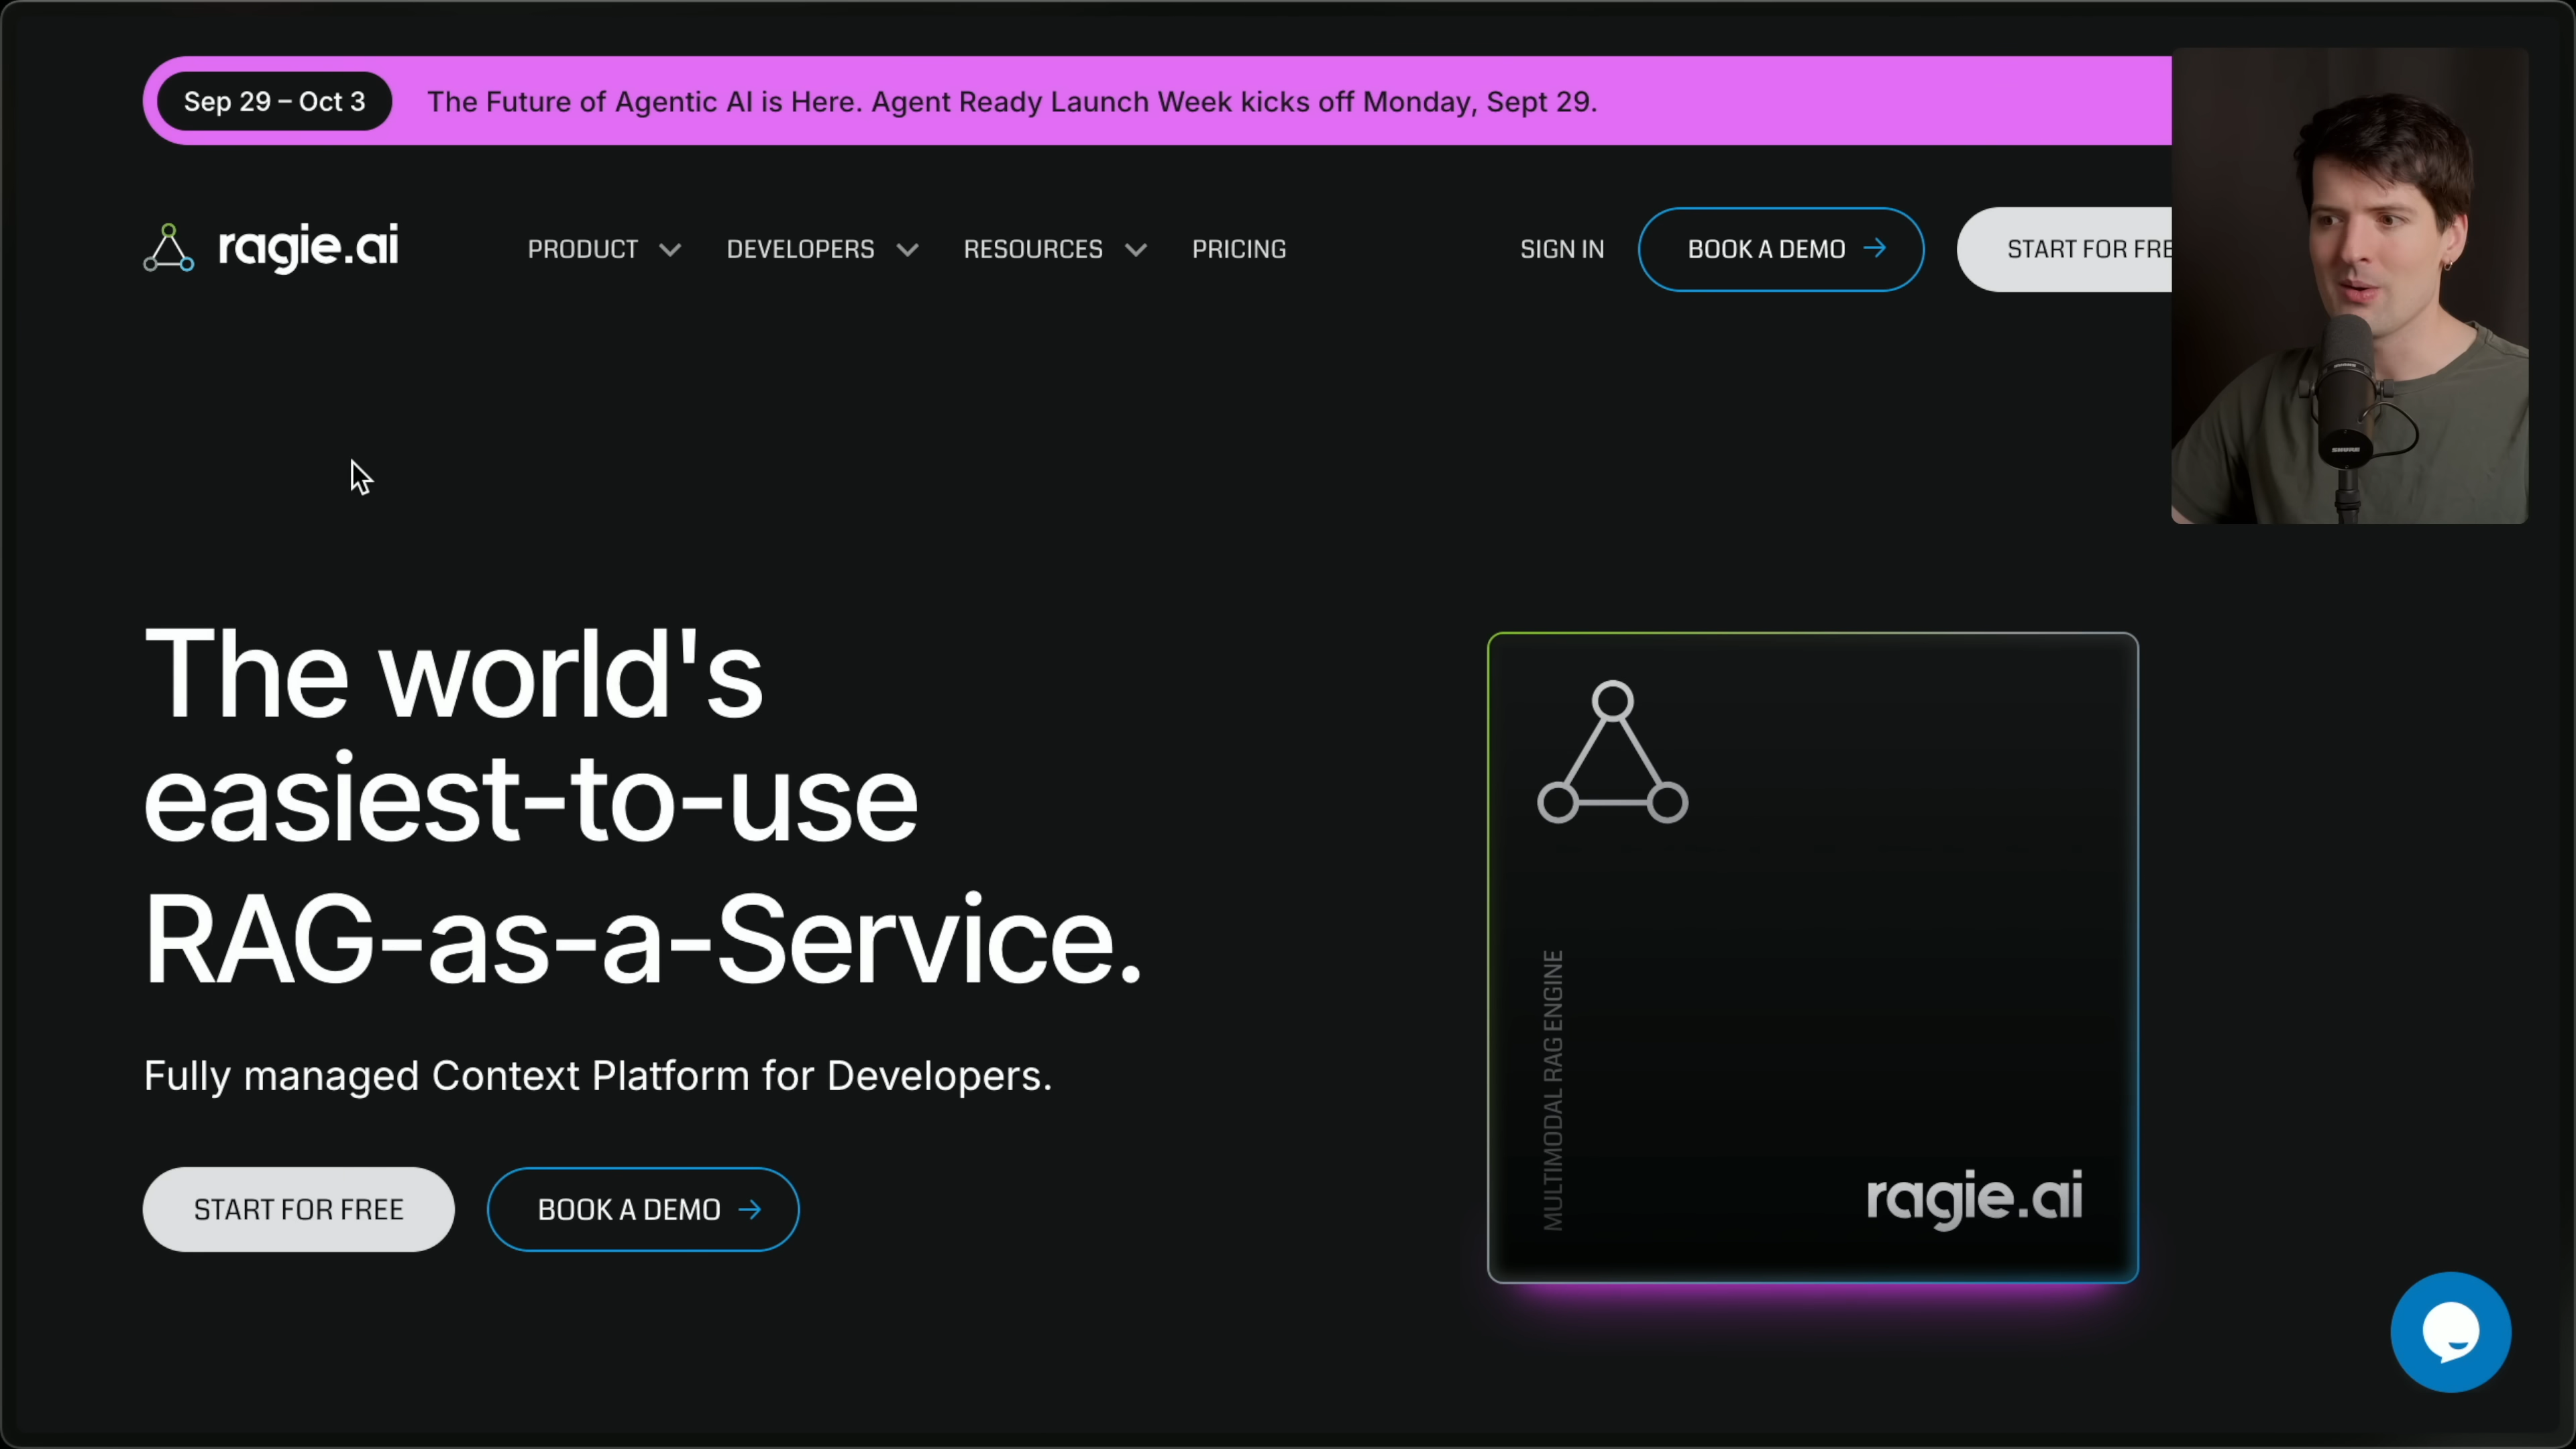 Sep 29 – Oct 3
The Future of Agentic AI is Here. Agent Ready Launch Week kicks off Monday, Sept 29.
ragie.ai
PRODUCT
DEVELOPERS
RESOURCES
PRICING
SIGN IN
BOOK A DEMO
START FOR FRE
The world's
easiest-to-use
RAG-as-a-Service.
Fully managed Context Platform for Developers.
START FOR FREE
BOOK A DEMO
MULTIMODAL RAG ENGINE
ragie.ai
SHURE